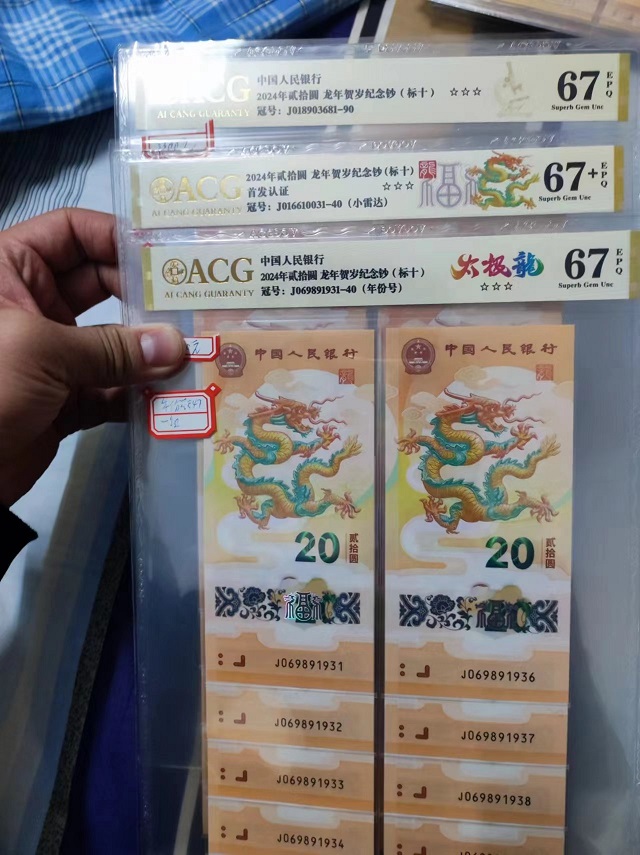 ACG
AI CANG GUARANTY
中国人民银行
2024年贰拾圆 龙年贺岁纪念钞（标十）
冠号：J018903681-90
☆☆☆
67
EPQ
Superb Gem Unc
ACG
AI CANG GUARANTY
2024年贰拾圆 龙年贺岁纪念钞（标十）
首发认证
☆☆☆
冠号：J016610031-40（小雷达）
福
67+
EPQ
Superb Gem Unc
ACG
AI CANG GUARANTY
中国人民银行
2024年贰拾圆 龙年贺岁纪念钞（标十）
冠号：J069891931-40（年份号）
太极龍
☆☆☆
67
EPQ
Superb Gem Unc
元
中国人民银行
20
贰拾圆
福
J069891931
J069891932
J069891933
J069891934
中国人民银行
20
贰拾圆
福
J069891936
J069891937
J069891938